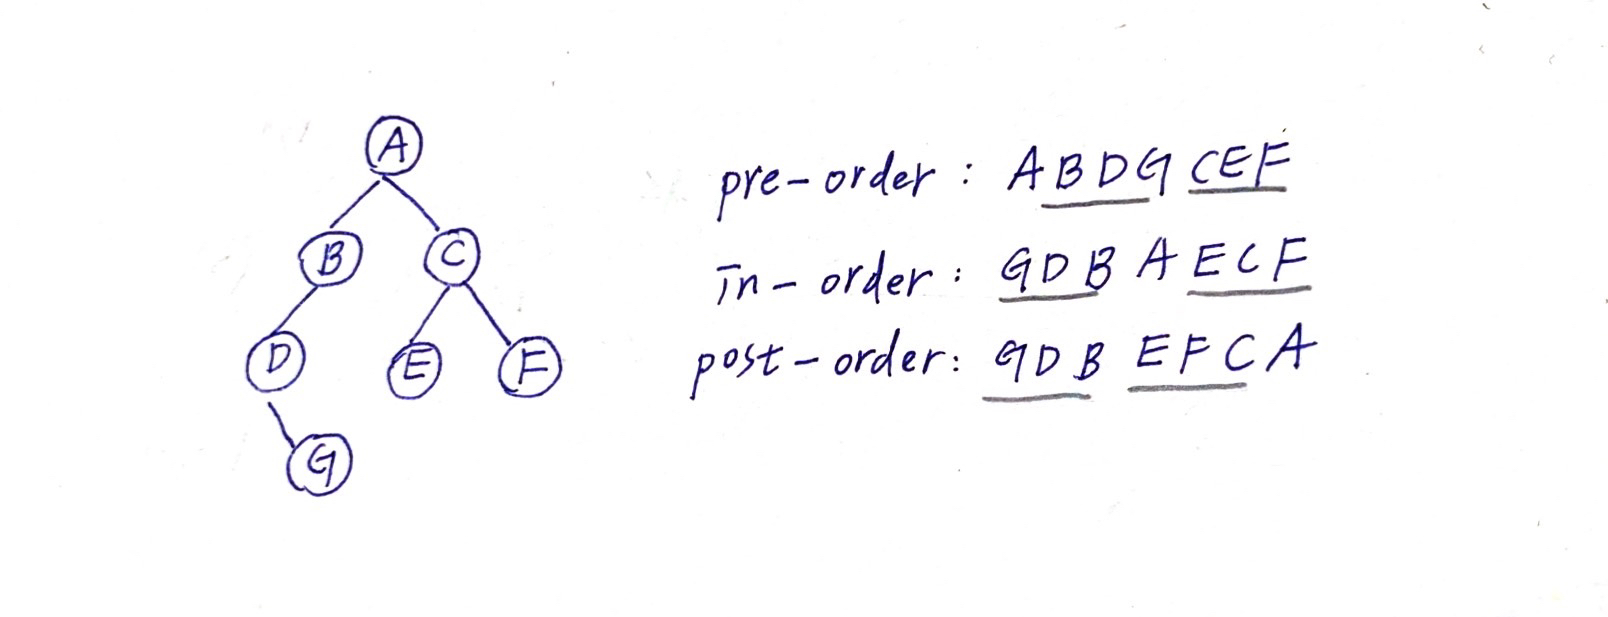 A
B C
D E F
G
pre-order : A B D G C E F
in-order : G D B A E C F
post-order : G D B E F C A